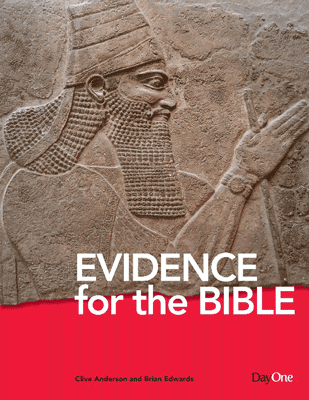 EVIDENCE
for the BIBLE
Clive Anderson and Brian Edwards
DayOne